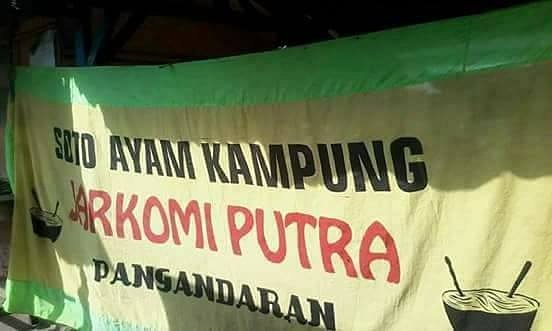 SOTO AYAM KAMPUNG
JARKOMI PUTRA
PANGANDARAN